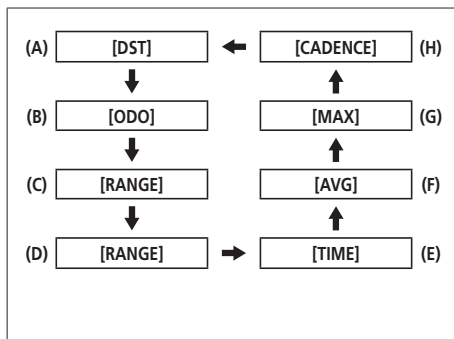 (A) [DST] [CADENCE] (H)
(B) [ODO] [MAX] (G)
(C) [RANGE] [AVG] (F)
(D) [RANGE] [TIME] (E)